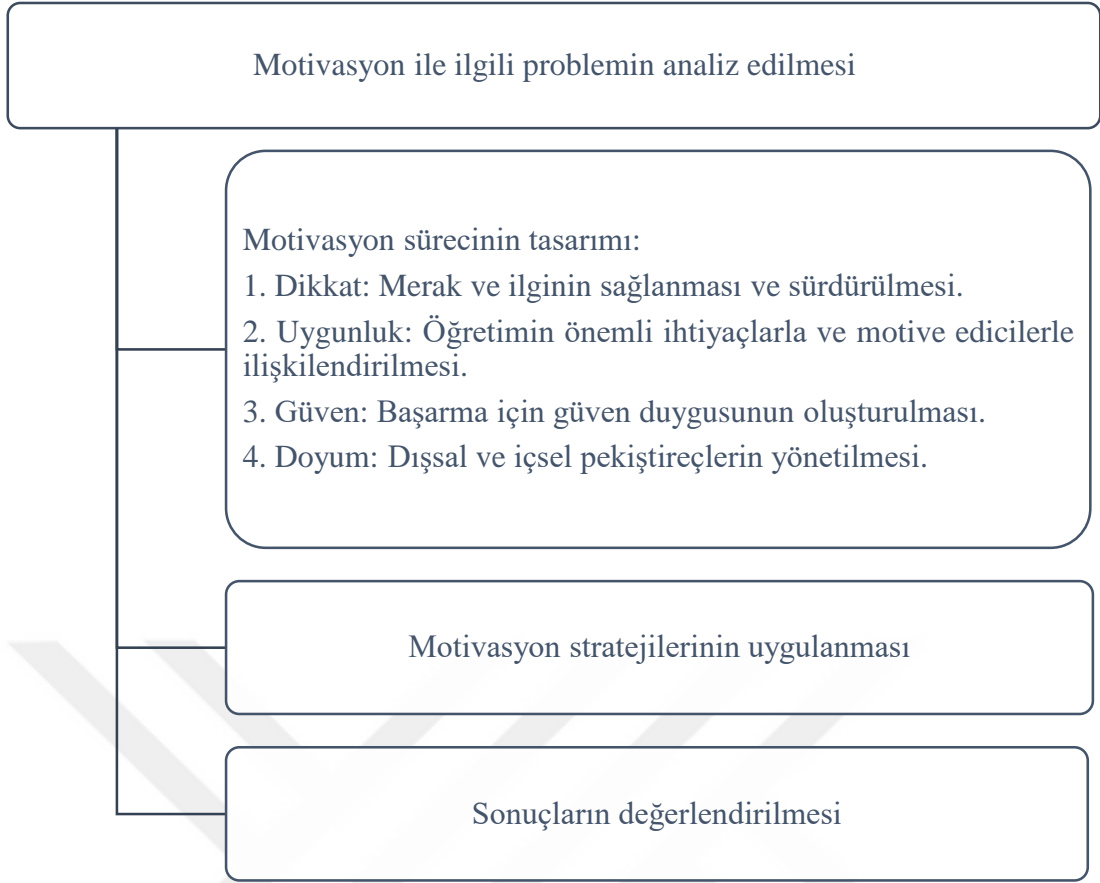 Motivasyon ile ilgili problemin analiz edilmesi
Motivasyon sürecinin tasarımı:
1. Dikkat: Merak ve ilginin sağlanması ve sürdürülmesi.
2. Uygunluk: Öğretimin önemli ihtiyaçlarla ve motive edicilerle
ilişkilendirilmesi.
3. Güven: Başarma için güven duygusunun oluşturulması.
4. Doyum: Dışsal ve içsel pekiştireçlerin yönetilmesi.
Motivasyon stratejilerinin uygulanması
Sonuçların değerlendirilmesi